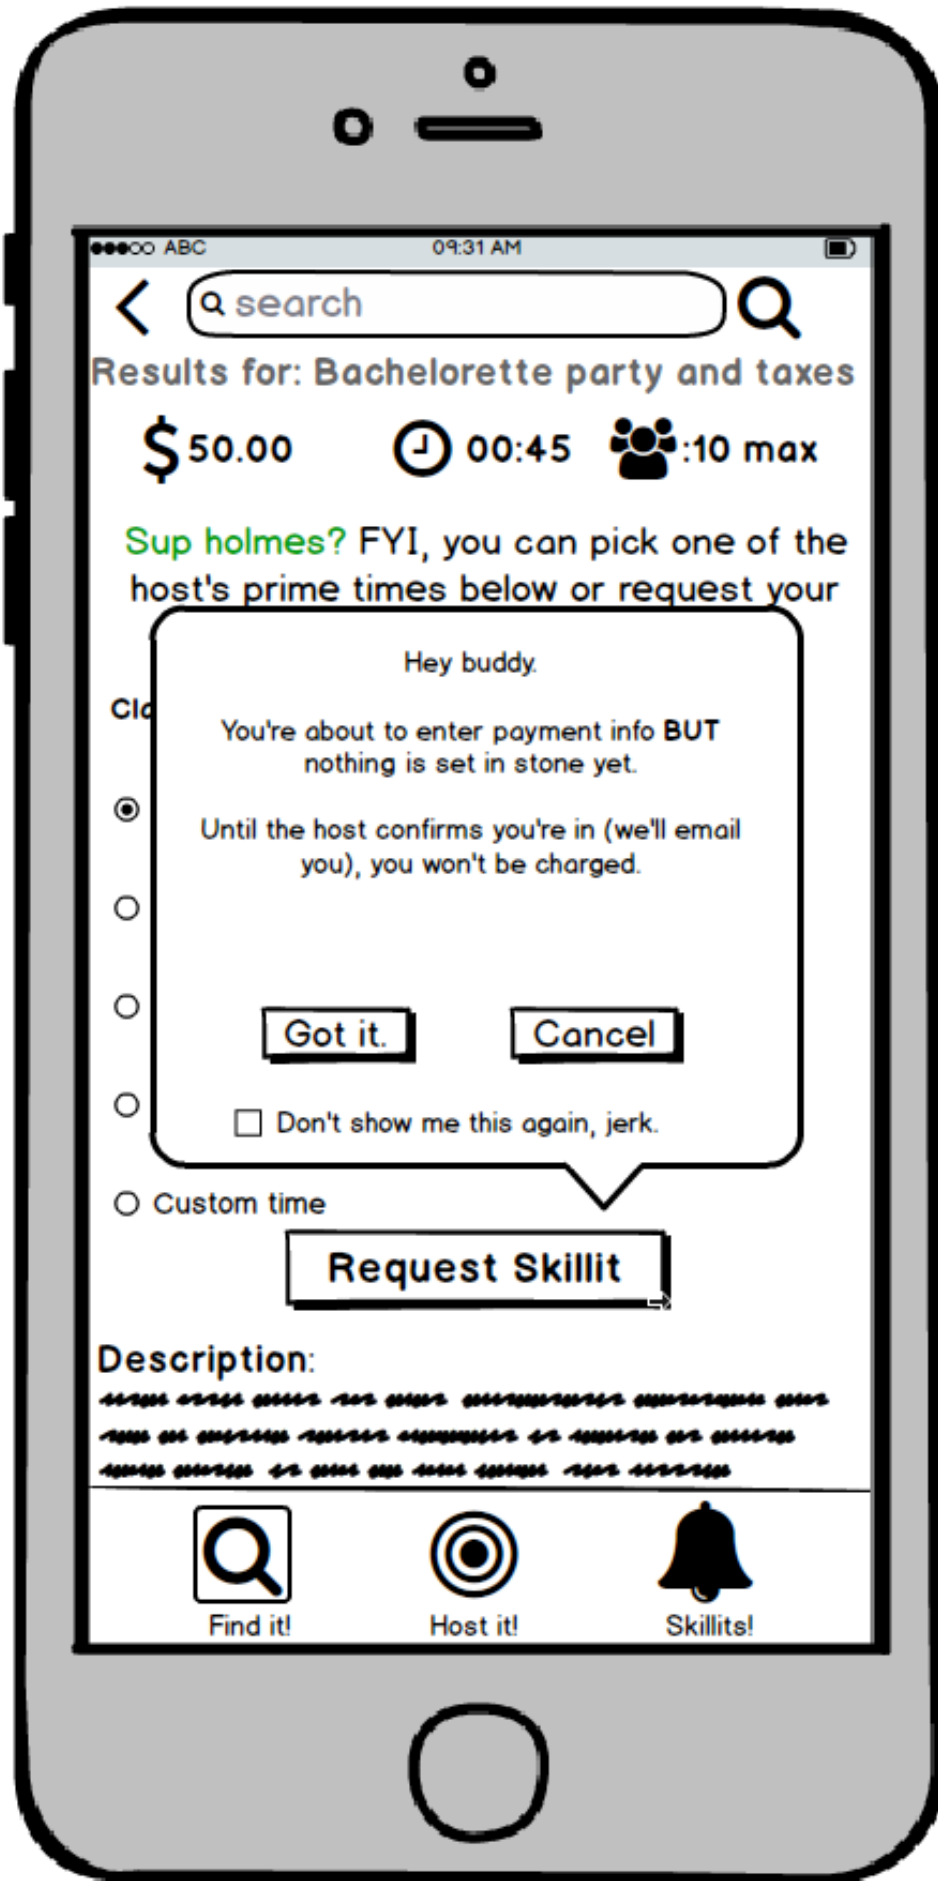 ABC 09:31 AM
search
Results for: Bachelorette party and taxes
$ 50.00 00:45 :10 max
Sup holmes? FYI, you can pick one of the
host's prime times below or request your
Hey buddy.
You're about to enter payment info BUT
nothing is set in stone yet.
Until the host confirms you're in (we'll email
you), you won't be charged.
Got it. Cancel
Don't show me this again, jerk.
Custom time
Request Skillit
Description:
Find it! Host it! Skillits!